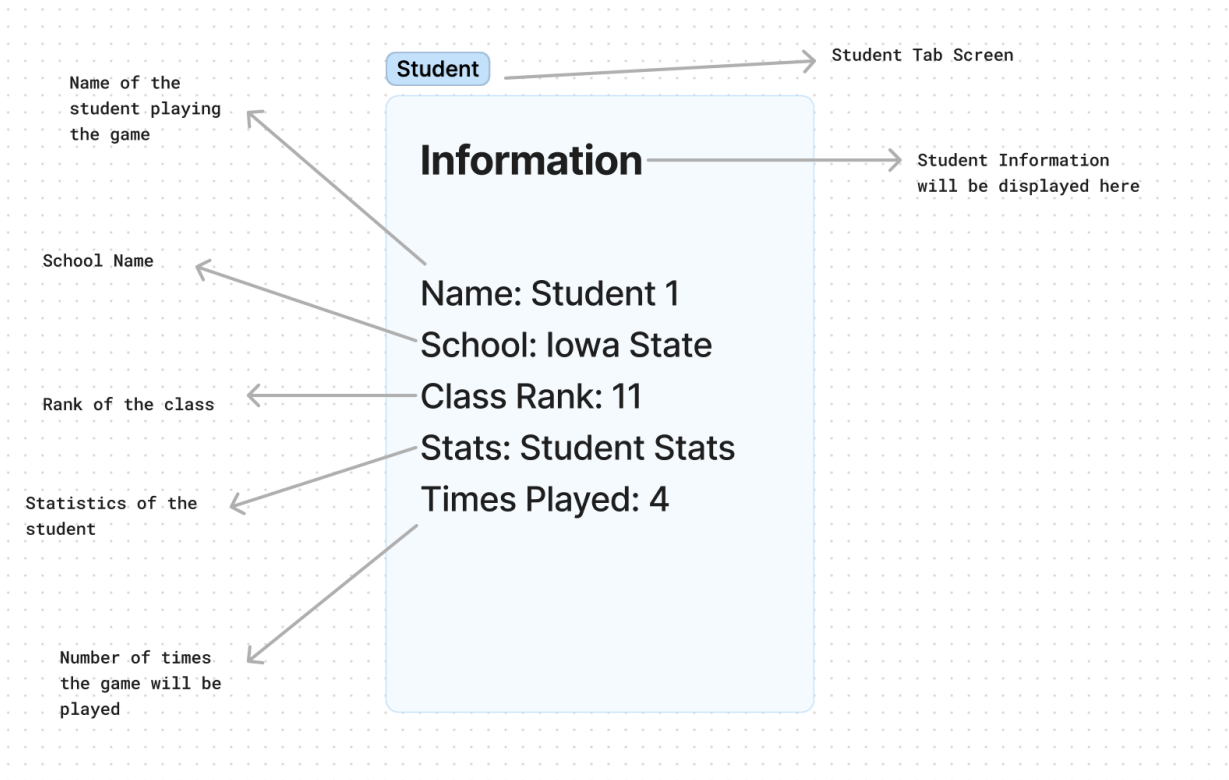 Student
Student Tab Screen
Name of the
student playing
the game
Information
Student Information
will be displayed here
School Name
Name: Student 1
School: Iowa State
Class Rank: 11
Rank of the class
Stats: Student Stats
Times Played: 4
Statistics of the
student
Number of times
the game will be
played